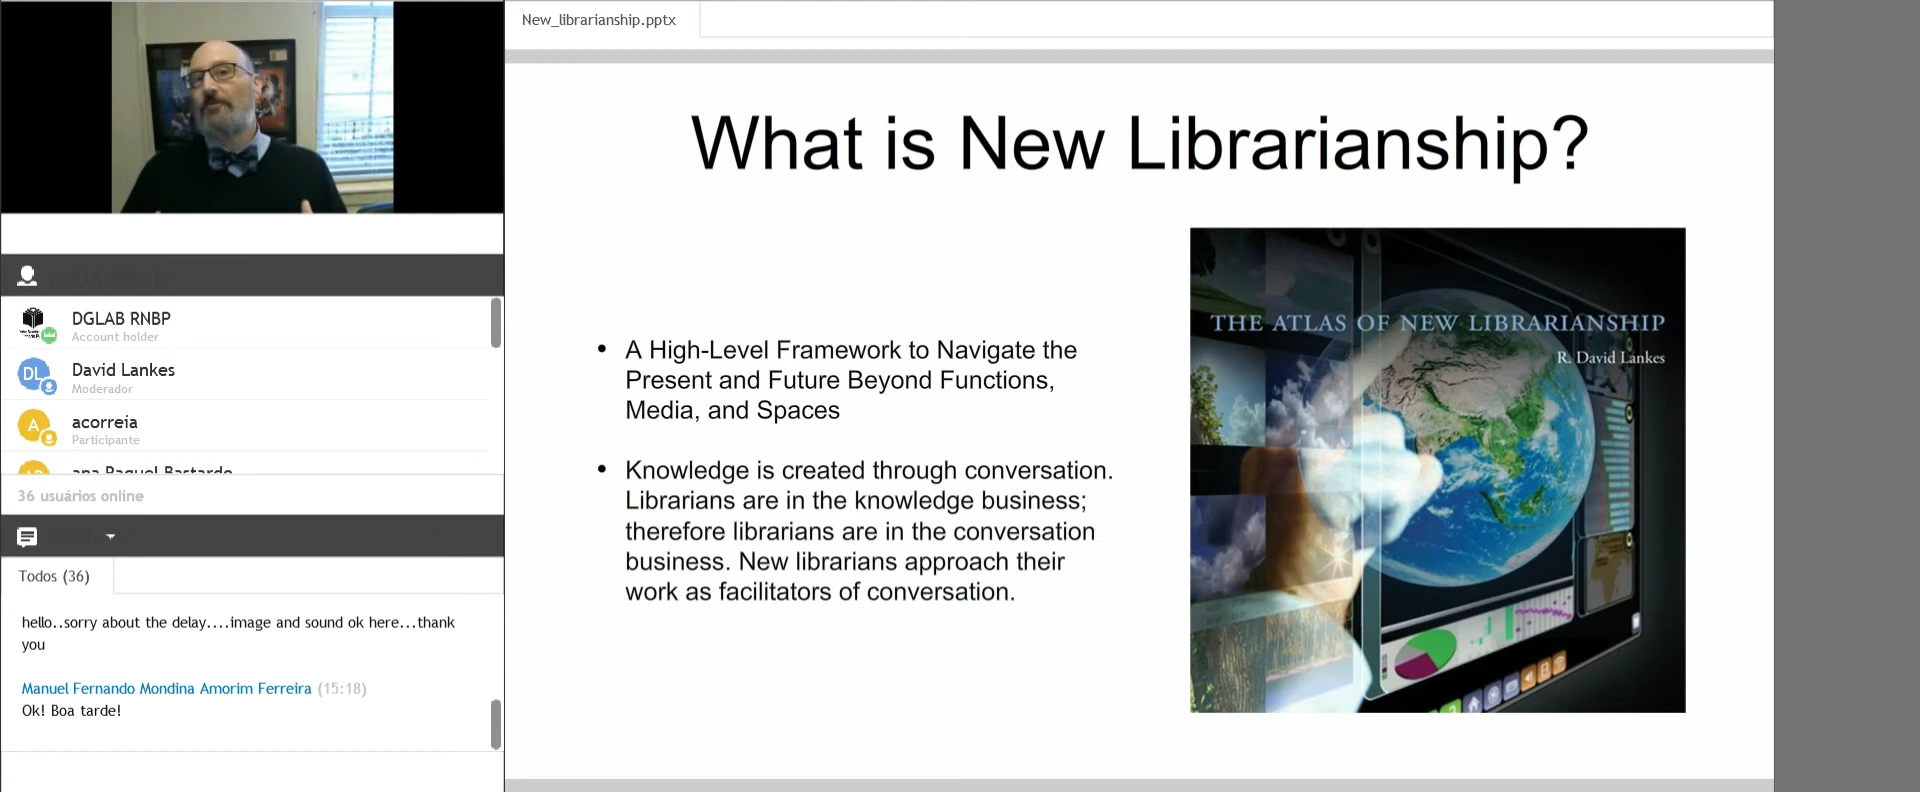 New_librarianship.pptx
DGLAB RNBP
Account holder
David Lankes
Moderador
acorreia
Participante
ana Raquel Bastardo
36 usuários online
Todos (36)
hello..sorry about the delay....image and sound ok here...thank
you
Manuel Fernando Mondina Amorim Ferreira (15:18)
Ok! Boa tarde!
What is New Librarianship?
• A High-Level Framework to Navigate the
Present and Future Beyond Functions,
Media, and Spaces
• Knowledge is created through conversation.
Librarians are in the knowledge business;
therefore librarians are in the conversation
business. New librarians approach their
work as facilitators of conversation.
THE ATLAS OF NEW LIBRARIANSHIP
R. David Lankes
DL
A